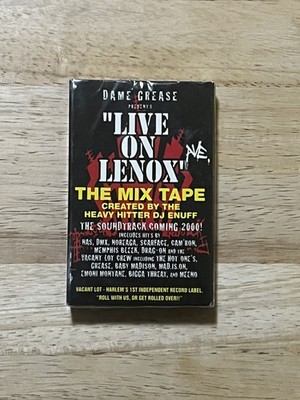 DAME GREASE
PRESENTS
"LIVE
ON
LENOX"
AVE.
THE MIX TAPE
CREATED BY THE
HEAVY HITTER DJ ENUFF
THE SOUNDTRACK COMING 2000!
INCLUDES HITS BY
NAS, DMX, NOREAGA, SCARFACE, CAM'RON,
MEMPHIS BLEEK, DRAG-ON AND THE
VACANT LOT CREW INCLUDING THE HOT ONE'S,
GREASE, BABY MADISON, MAD.IS.ON,
EMONI MONTANE, BIGGA THREAT, AND MEENO
VACANT LOT - HARLEM'S 1ST INDEPENDENT RECORD LABEL.
"ROLL WITH US, OR GET ROLLED OVER!!"